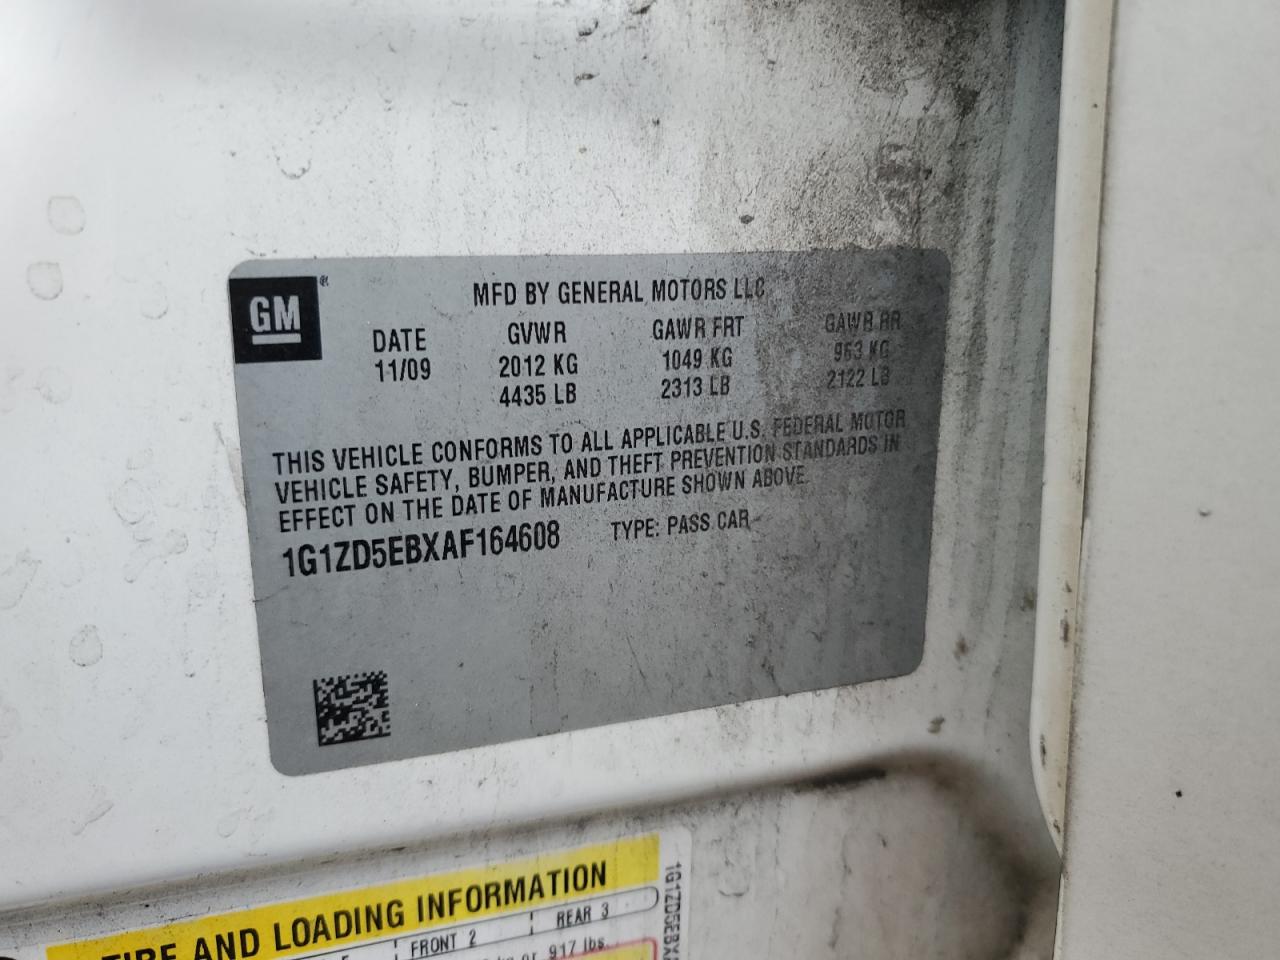 GM®
MFD BY GENERAL MOTORS LLC
DATE GVWR GAWR FRT GAWR RR
11/09 2012 KG 1049 KG 963 KG
4435 LB 2313 LB 2122 LB
THIS VEHICLE CONFORMS TO ALL APPLICABLE U.S. FEDERAL MOTOR
VEHICLE SAFETY, BUMPER, AND THEFT PREVENTION STANDARDS IN
EFFECT ON THE DATE OF MANUFACTURE SHOWN ABOVE.
1G1ZD5EBXAF164608 TYPE: PASS CAR
TIRE AND LOADING INFORMATION
FRONT 2 REAR 3
or 917 lbs.